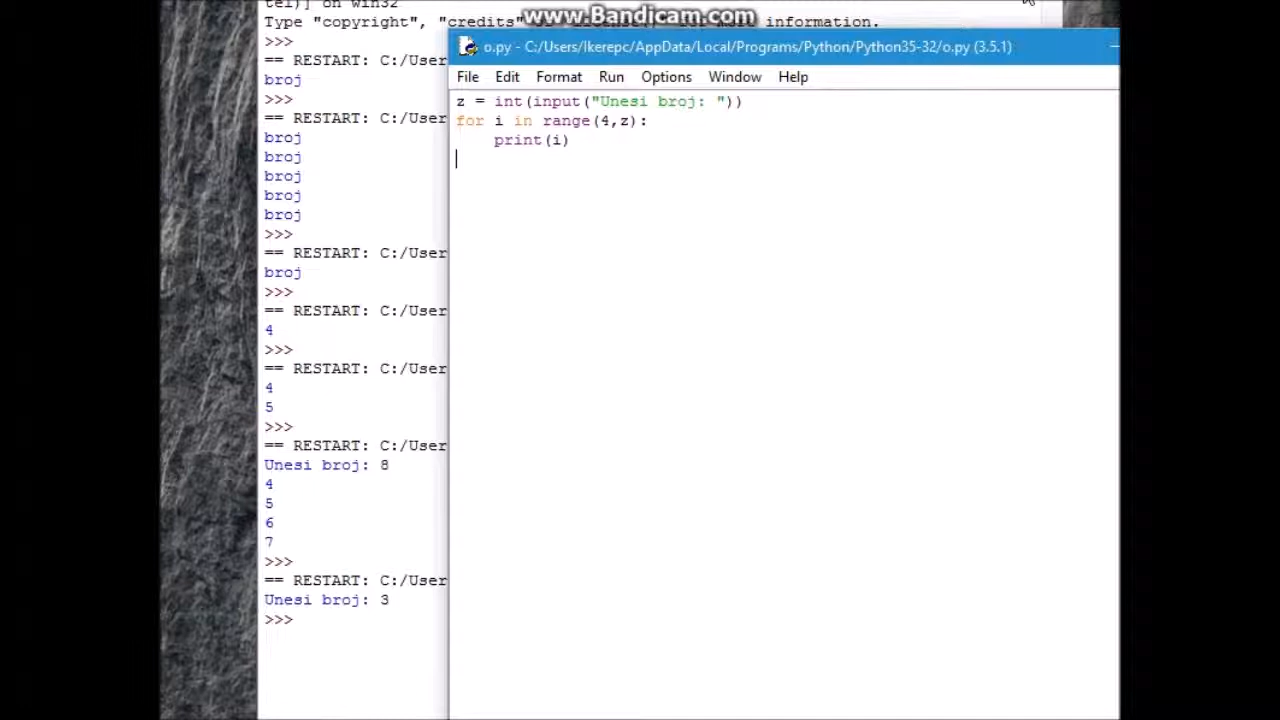 www.Bandicam.com
tel)] on win32
Type "copyright", "credits" information.
>>>
== RESTART: C:/User
broj
>>>
== RESTART: C:/User
broj
broj
broj
broj
broj
>>>
== RESTART: C:/User
broj
>>>
== RESTART: C:/User
4
>>>
== RESTART: C:/User
4
5
>>>
== RESTART: C:/User
Unesi broj: 8
4
5
6
7
>>>
== RESTART: C:/User
Unesi broj: 3
>>>
o.py - C:/Users/Ikerepc/AppData/Local/Programs/Python/Python35-32/o.py (3.5.1)
File Edit Format Run Options Window Help
z = int(input("Unesi broj: "))
for i in range(4,z):
    print(i)